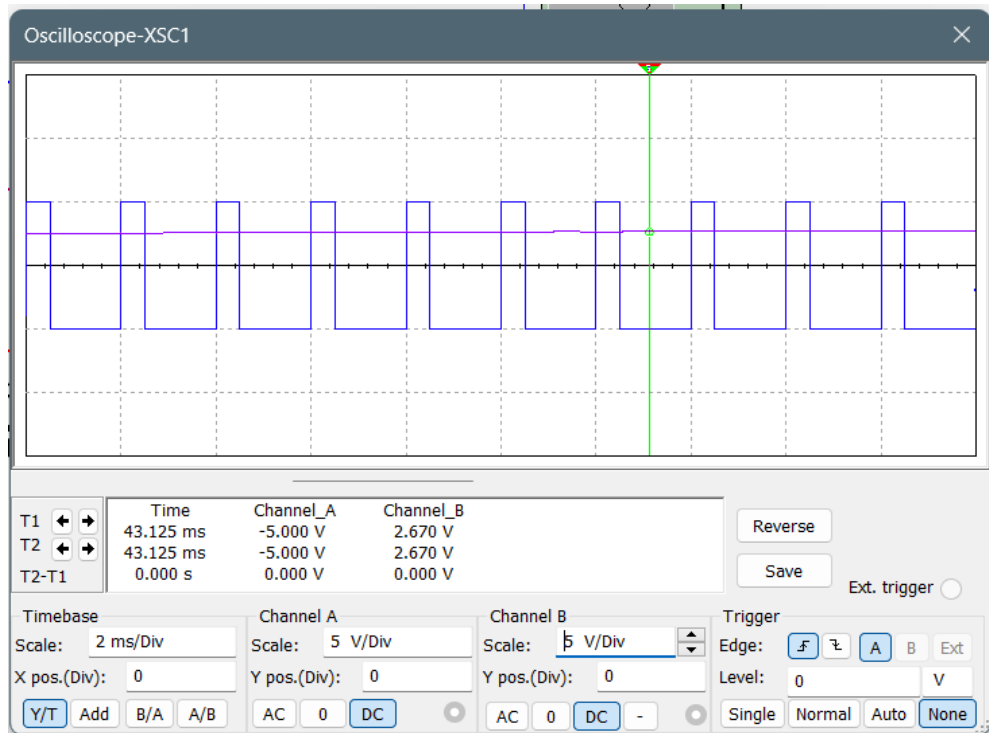 Oscilloscope-XSC1
T1
T2
T2-T1
Time Channel_A Channel_B
43.125 ms -5.000 V 2.670 V
43.125 ms -5.000 V 2.670 V
0.000 s 0.000 V 0.000 V
Reverse
Save
Ext. trigger
Timebase
Scale: 2 ms/Div
X pos.(Div): 0
Y/T Add B/A A/B
Channel A
Scale: 5 V/Div
Y pos.(Div): 0
AC 0 DC
Channel B
Scale: 5 V/Div
Y pos.(Div): 0
AC 0 DC -
Trigger
Edge: A B Ext
Level: 0 V
Single Normal Auto None